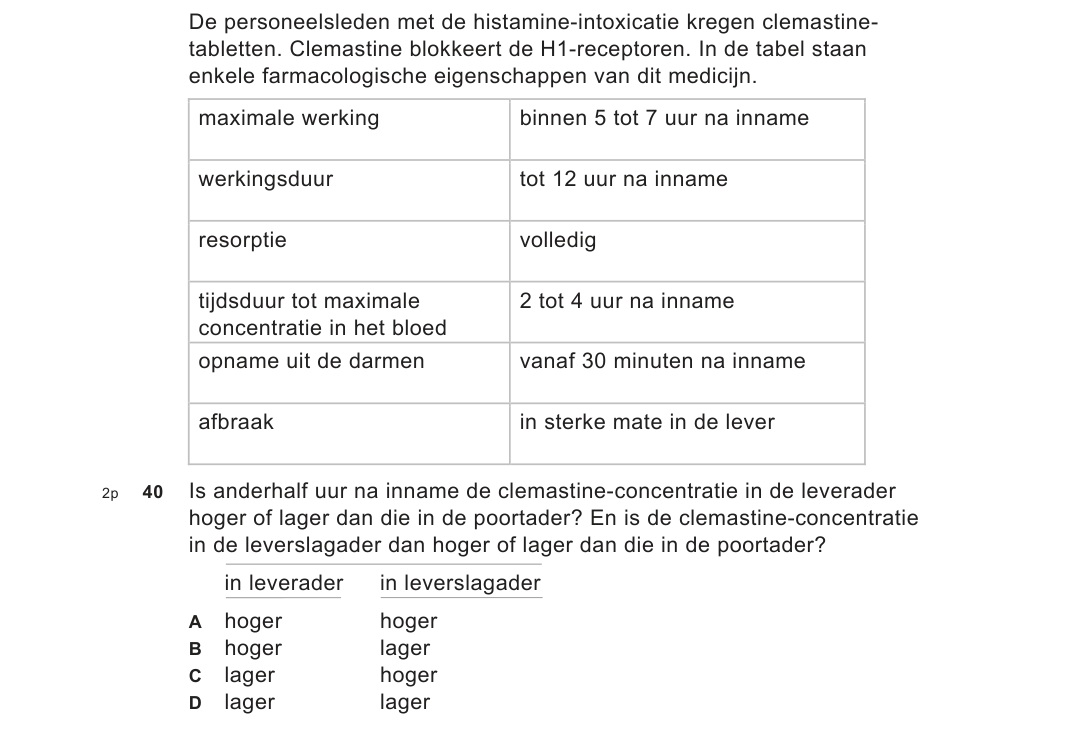 De personeelsleden met de histamine-intoxicatie kregen clemastine-
tabletten. Clemastine blokkeert de H1-receptoren. In de tabel staan
enkele farmacologische eigenschappen van dit medicijn.
maximale werking binnen 5 tot 7 uur na inname
werkingsduur tot 12 uur na inname
resorptie volledig
tijdsduur tot maximale 2 tot 4 uur na inname
concentratie in het bloed
opname uit de darmen vanaf 30 minuten na inname
afbraak in sterke mate in de lever
2p 40 Is anderhalf uur na inname de clemastine-concentratie in de leverader
hoger of lager dan die in de poortader? En is de clemastine-concentratie
in de leverslagader dan hoger of lager dan die in de poortader?
in leverader in leverslagader
A hoger hoger
B hoger lager
C lager hoger
D lager lager